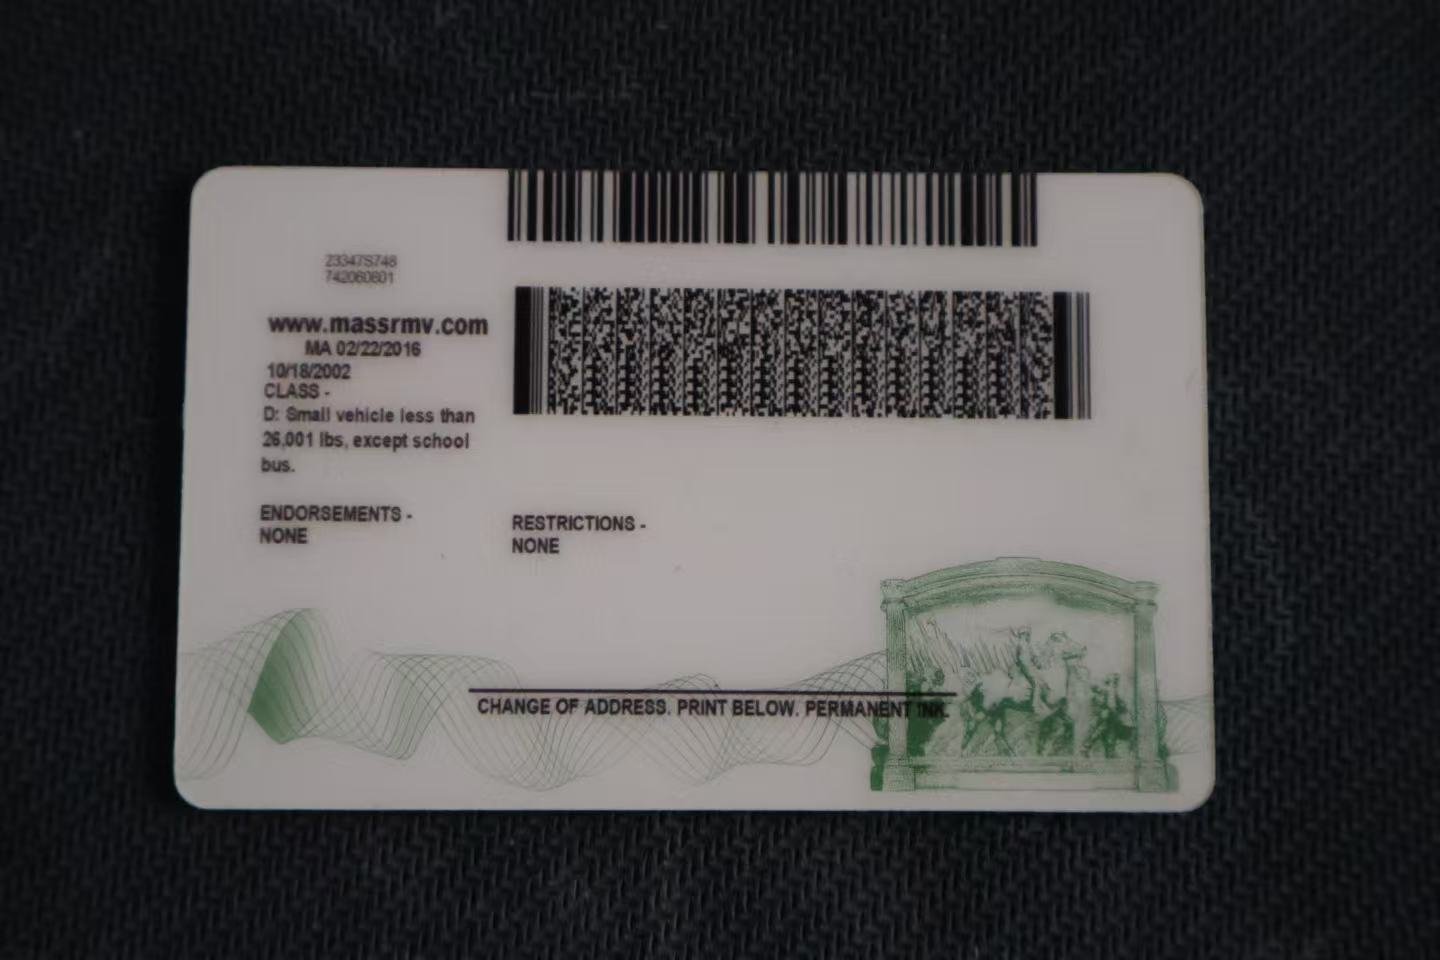 23347S748
742060801
www.massrmv.com
MA 02/22/2016
10/18/2002
CLASS -
D: Small vehicle less than
26,001 lbs, except school
bus.
ENDORSEMENTS -
NONE
RESTRICTIONS -
NONE
CHANGE OF ADDRESS. PRINT BELOW. PERMANENT INK.